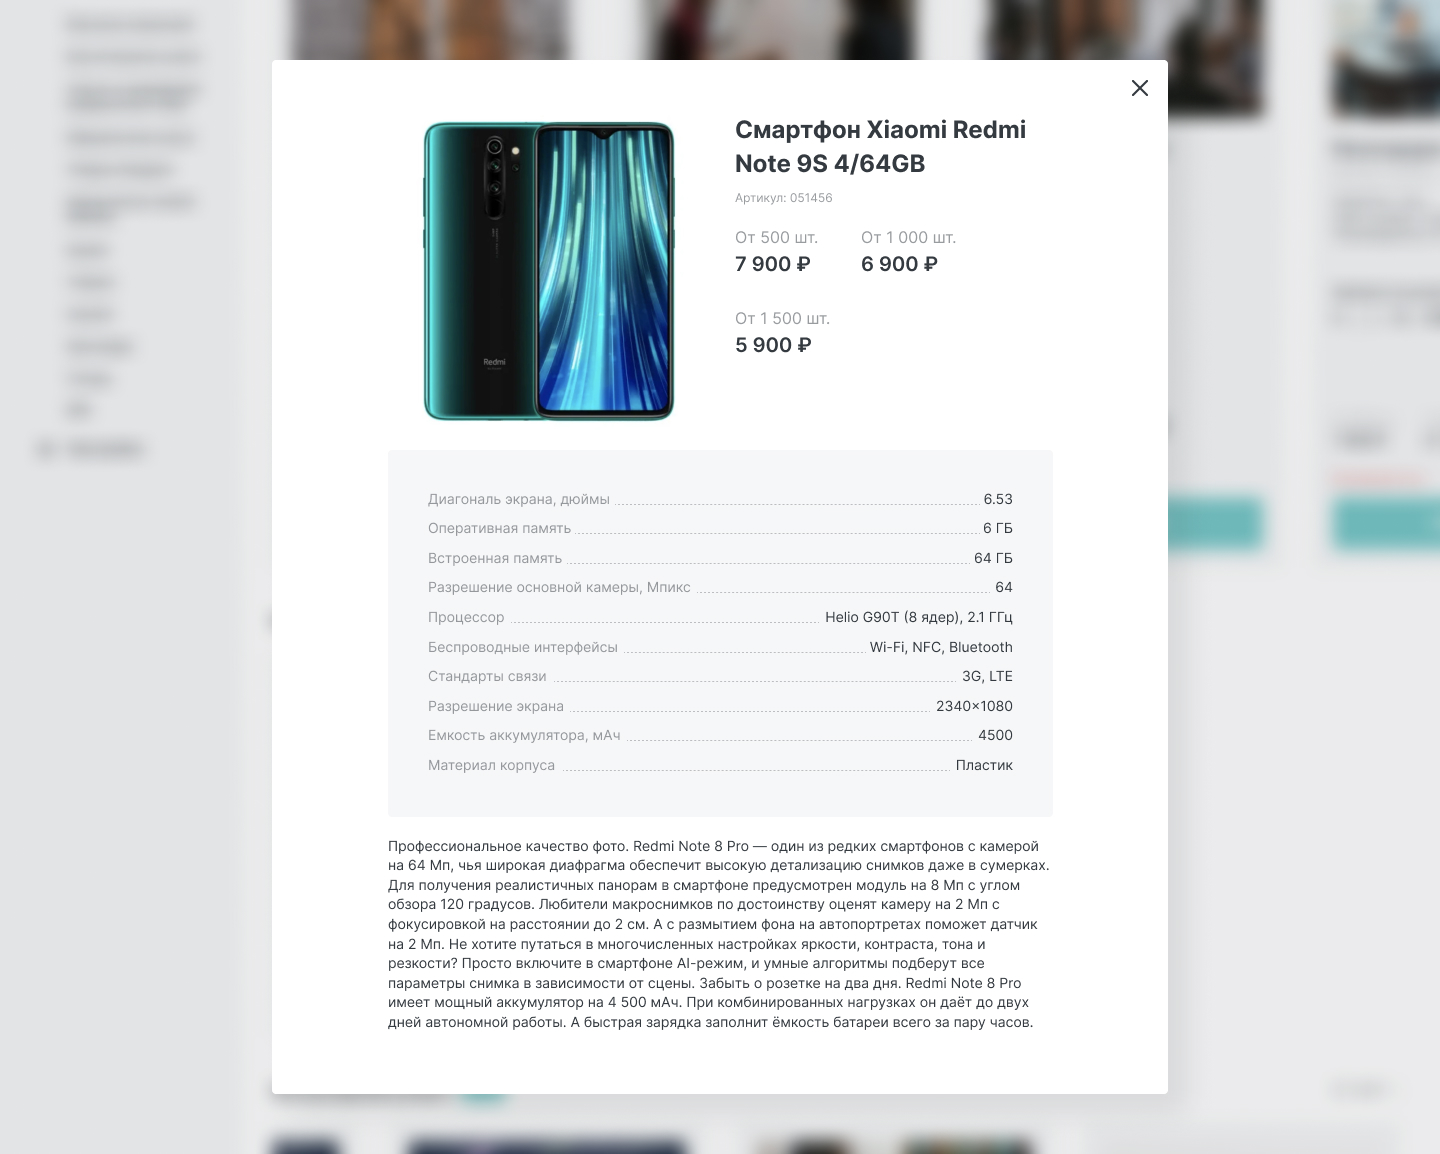 Смартфон Xiaomi Redmi
Note 9S 4/64GB
Артикул: 051456
От 500 шт. От 1 000 шт.
7 900 ₽ 6 900 ₽
От 1 500 шт.
5 900 ₽
Redmi
Диагональ экрана, дюймы 6.53
Оперативная память 6 ГБ
Встроенная память 64 ГБ
Разрешение основной камеры, Мпикс 64
Процессор Helio G90T (8 ядер), 2.1 ГГц
Беспроводные интерфейсы Wi-Fi, NFC, Bluetooth
Стандарты связи 3G, LTE
Разрешение экрана 2340×1080
Емкость аккумулятора, мАч 4500
Материал корпуса Пластик
Профессиональное качество фото. Redmi Note 8 Pro — один из редких смартфонов с камерой
на 64 Мп, чья широкая диафрагма обеспечит высокую детализацию снимков даже в сумерках.
Для получения реалистичных панорам в смартфоне предусмотрен модуль на 8 Мп с углом
обзора 120 градусов. Любители макроснимков по достоинству оценят камеру на 2 Мп с
фокусировкой на расстоянии до 2 см. А с размытием фона на автопортретах поможет датчик
на 2 Мп. Не хотите путаться в многочисленных настройках яркости, контраста, тона и
резкости? Просто включите в смартфоне AI-режим, и умные алгоритмы подберут все
параметры снимка в зависимости от сцены. Забыть о розетке на два дня. Redmi Note 8 Pro
имеет мощный аккумулятор на 4 500 мАч. При комбинированных нагрузках он даёт до двух
дней автономной работы. А быстрая зарядка заполнит ёмкость батареи всего за пару часов.